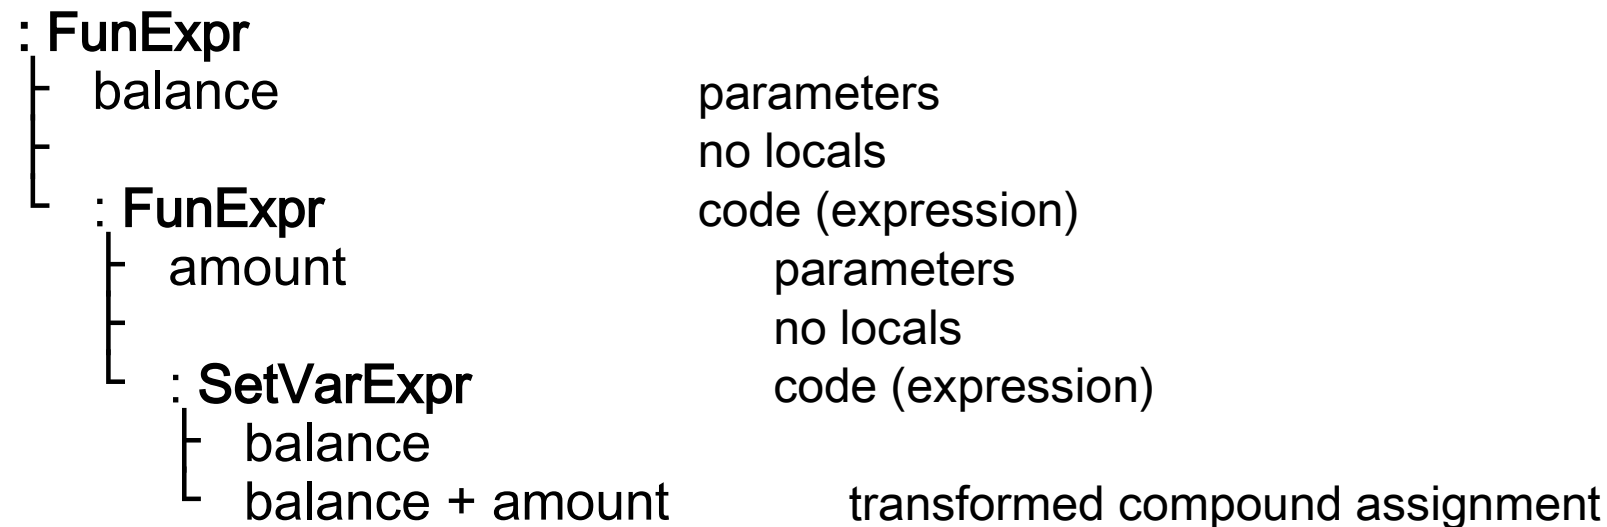 : FunExpr
balance parameters
no locals
: FunExpr code (expression)
amount parameters
no locals
: SetVarExpr code (expression)
balance
balance + amount transformed compound assignment